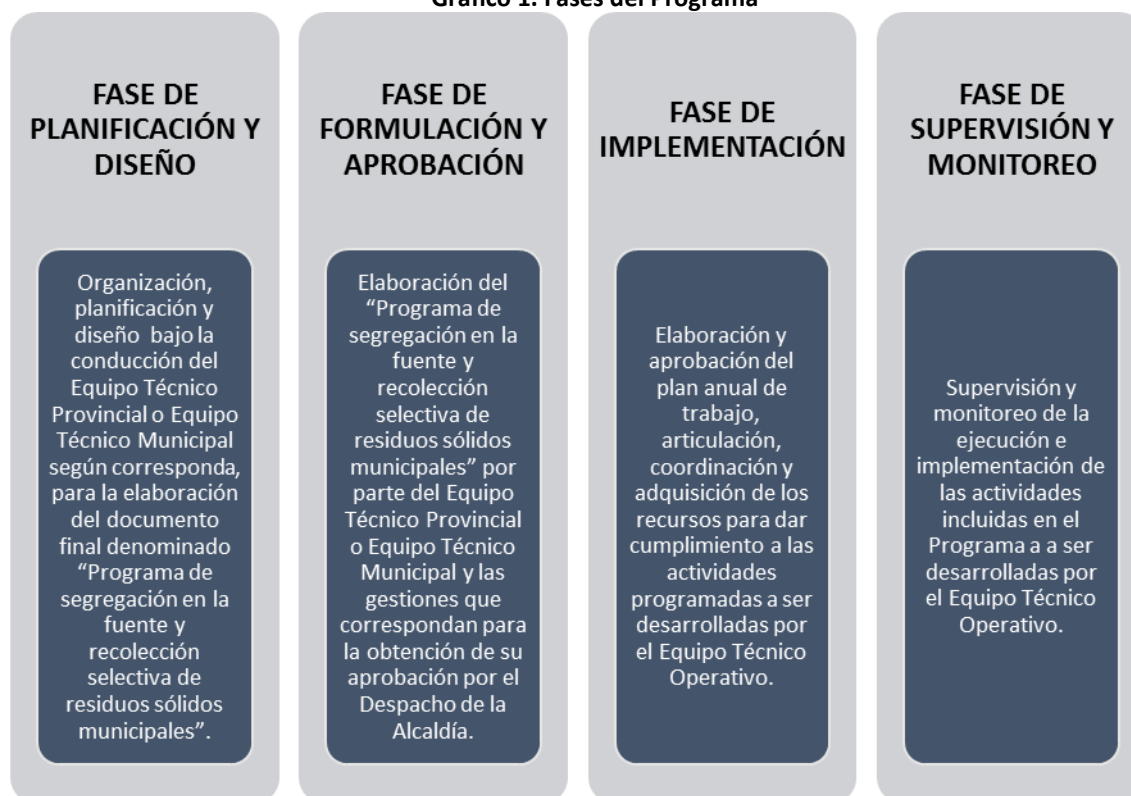 Gráfico 1. Fases del Programa
FASE DE
PLANIFICACIÓN Y
DISEÑO
Organización,
planificación y
diseño bajo la
conducción del
Equipo Técnico
Provincial o Equipo
Técnico Municipal
según corresponda,
para la elaboración
del documento
final denominado
“Programa de
segregación en la
fuente y
recolección
selectiva de
residuos sólidos
municipales”.
FASE DE
FORMULACIÓN Y
APROBACIÓN
Elaboración del
“Programa de
segregación en la
fuente y
recolección
selectiva de
residuos sólidos
municipales” por
parte del Equipo
Técnico Provincial
o Equipo Técnico
Municipal y las
gestiones que
correspondan para
la obtención de su
aprobación por el
Despacho de la
Alcaldía.
FASE DE
IMPLEMENTACIÓN
Elaboración y
aprobación del
plan anual de
trabajo,
articulación,
coordinación y
adquisición de los
recursos para dar
cumplimiento a las
actividades
programadas a ser
desarrolladas por
el Equipo Técnico
Operativo.
FASE DE
SUPERVISIÓN Y
MONITOREO
Supervisión y
monitoreo de la
ejecución e
implementación de
las actividades
incluidas en el
Programa a a ser
desarrolladas por
el Equipo Técnico
Operativo.